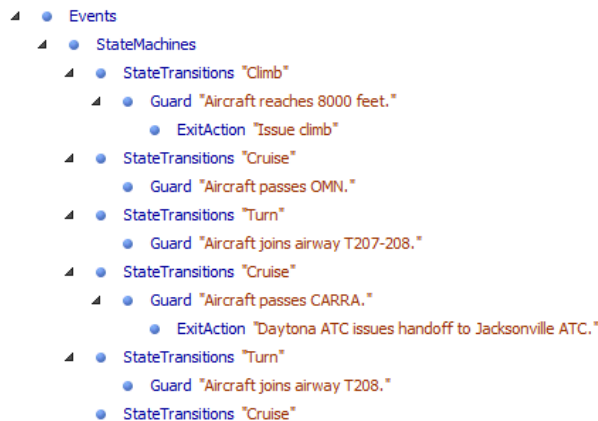 Events
StateMachines
StateTransitions "Climb"
Guard "Aircraft reaches 8000 feet."
ExitAction "Issue climb"
StateTransitions "Cruise"
Guard "Aircraft passes OMN."
StateTransitions "Turn"
Guard "Aircraft joins airway T207-208."
StateTransitions "Cruise"
Guard "Aircraft passes CARRA."
ExitAction "Daytona ATC issues handoff to Jacksonville ATC."
StateTransitions "Turn"
Guard "Aircraft joins airway T208."
StateTransitions "Cruise"